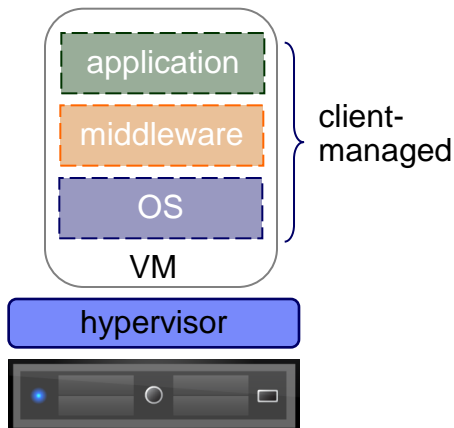 application
middleware
OS
client-
managed
VM
hypervisor